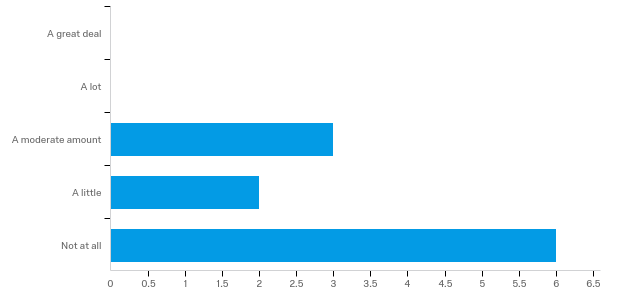 A great deal
A lot
A moderate amount
A little
Not at all
0 0.5 1 1.5 2 2.5 3 3.5 4 4.5 5 5.5 6 6.5